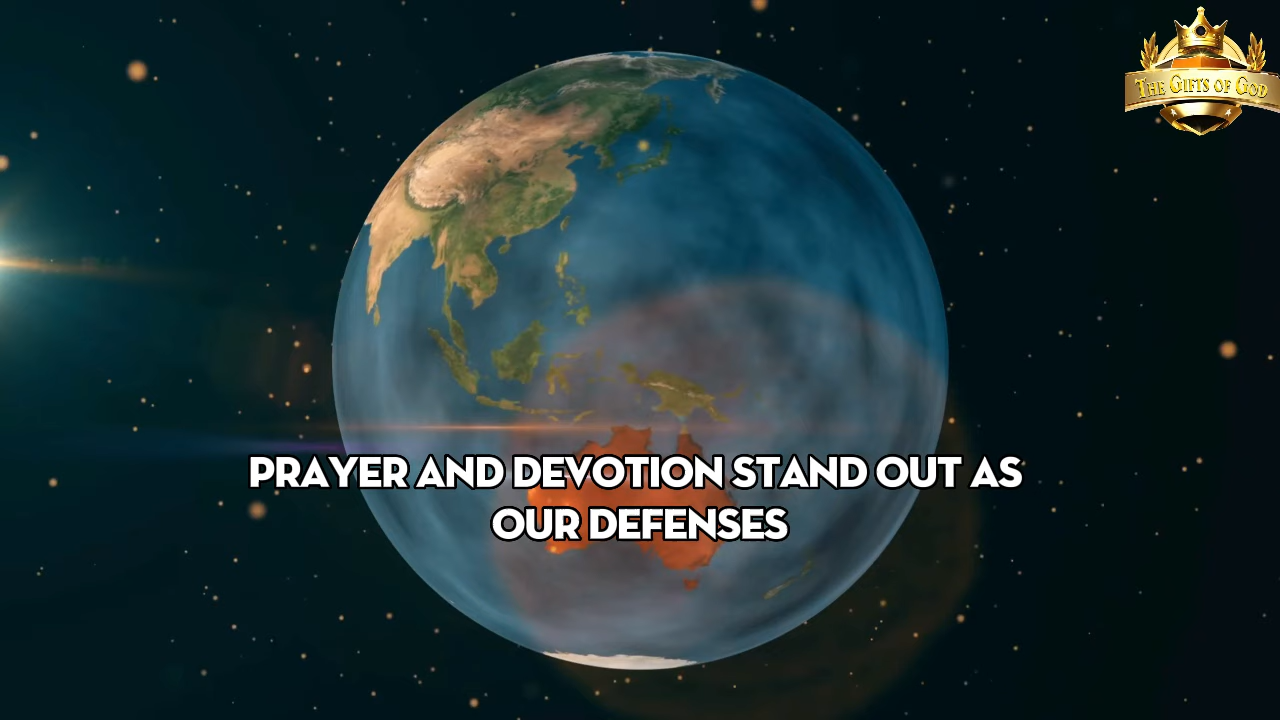 THE GIFTS OF GOD
PRAYER AND DEVOTION STAND OUT AS
OUR DEFENSES